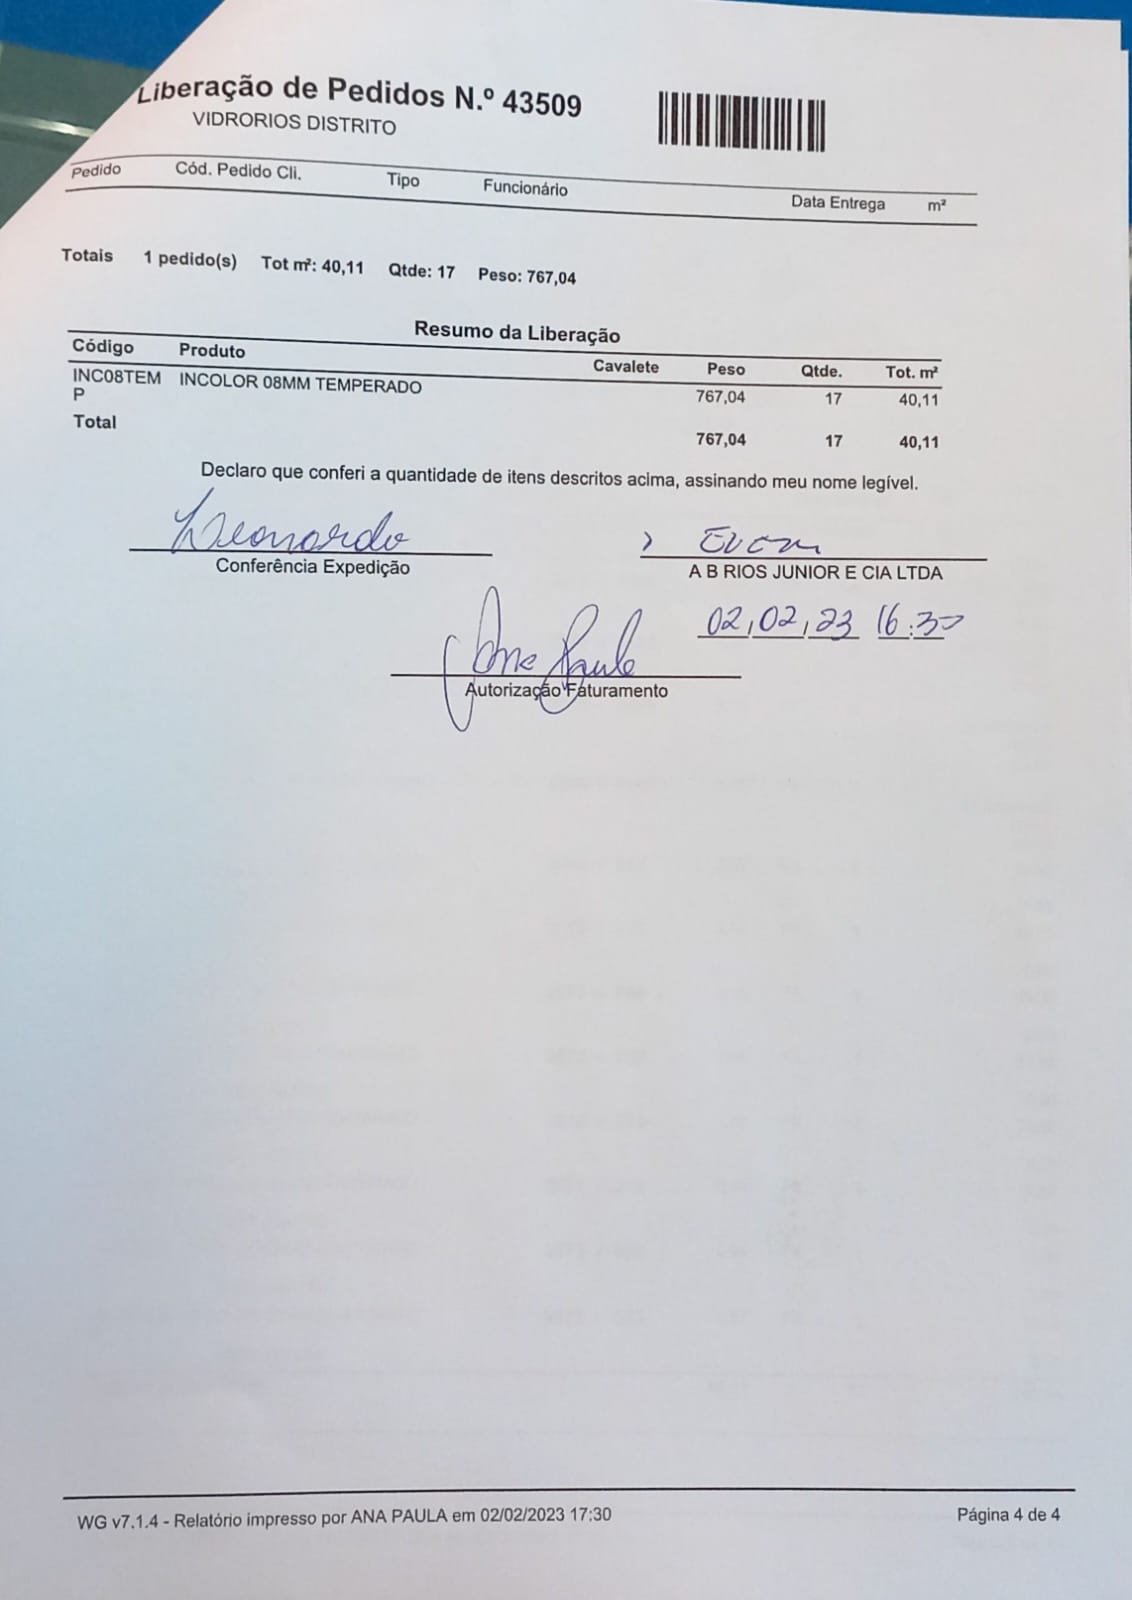 Liberação de Pedidos N.º 43509
VIDRORIOS DISTRITO
Pedido Cód. Pedido Cli. Tipo Funcionário Data Entrega m²
Totais 1 pedido(s) Tot m²: 40,11 Qtde: 17 Peso: 767,04
Resumo da Liberação
Código Produto Cavalete Peso Qtde. Tot. m²
INC08TEM INCOLOR 08MM TEMPERADO 767,04 17 40,11
P
Total 767,04 17 40,11
Declaro que conferi a quantidade de itens descritos acima, assinando meu nome legível.
Leonardo
Conferência Expedição A B RIOS JUNIOR E CIA LTDA
02,02,23 16:30
Ana Paula
Autorização Faturamento
WG v7.1.4 - Relatório impresso por ANA PAULA em 02/02/2023 17:30 Página 4 de 4